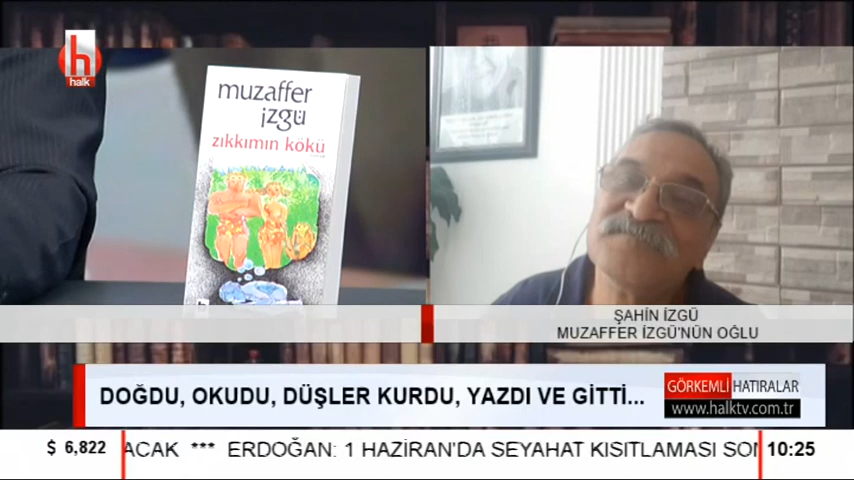 h
halk
muzaffer
izgü
zıkkımın kökü
ŞAHİN İZGÜ
MUZAFFER İZGÜ'NÜN OĞLU
DOĞDU, OKUDU, DÜŞLER KURDU, YAZDI VE GİTTİ...
GÖRKEMLİ HATIRALAR
www.halktv.com.tr
$ 6,822 ACAK *** ERDOĞAN: 1 HAZİRAN'DA SEYAHAT KISITLAMASI SON 10:25